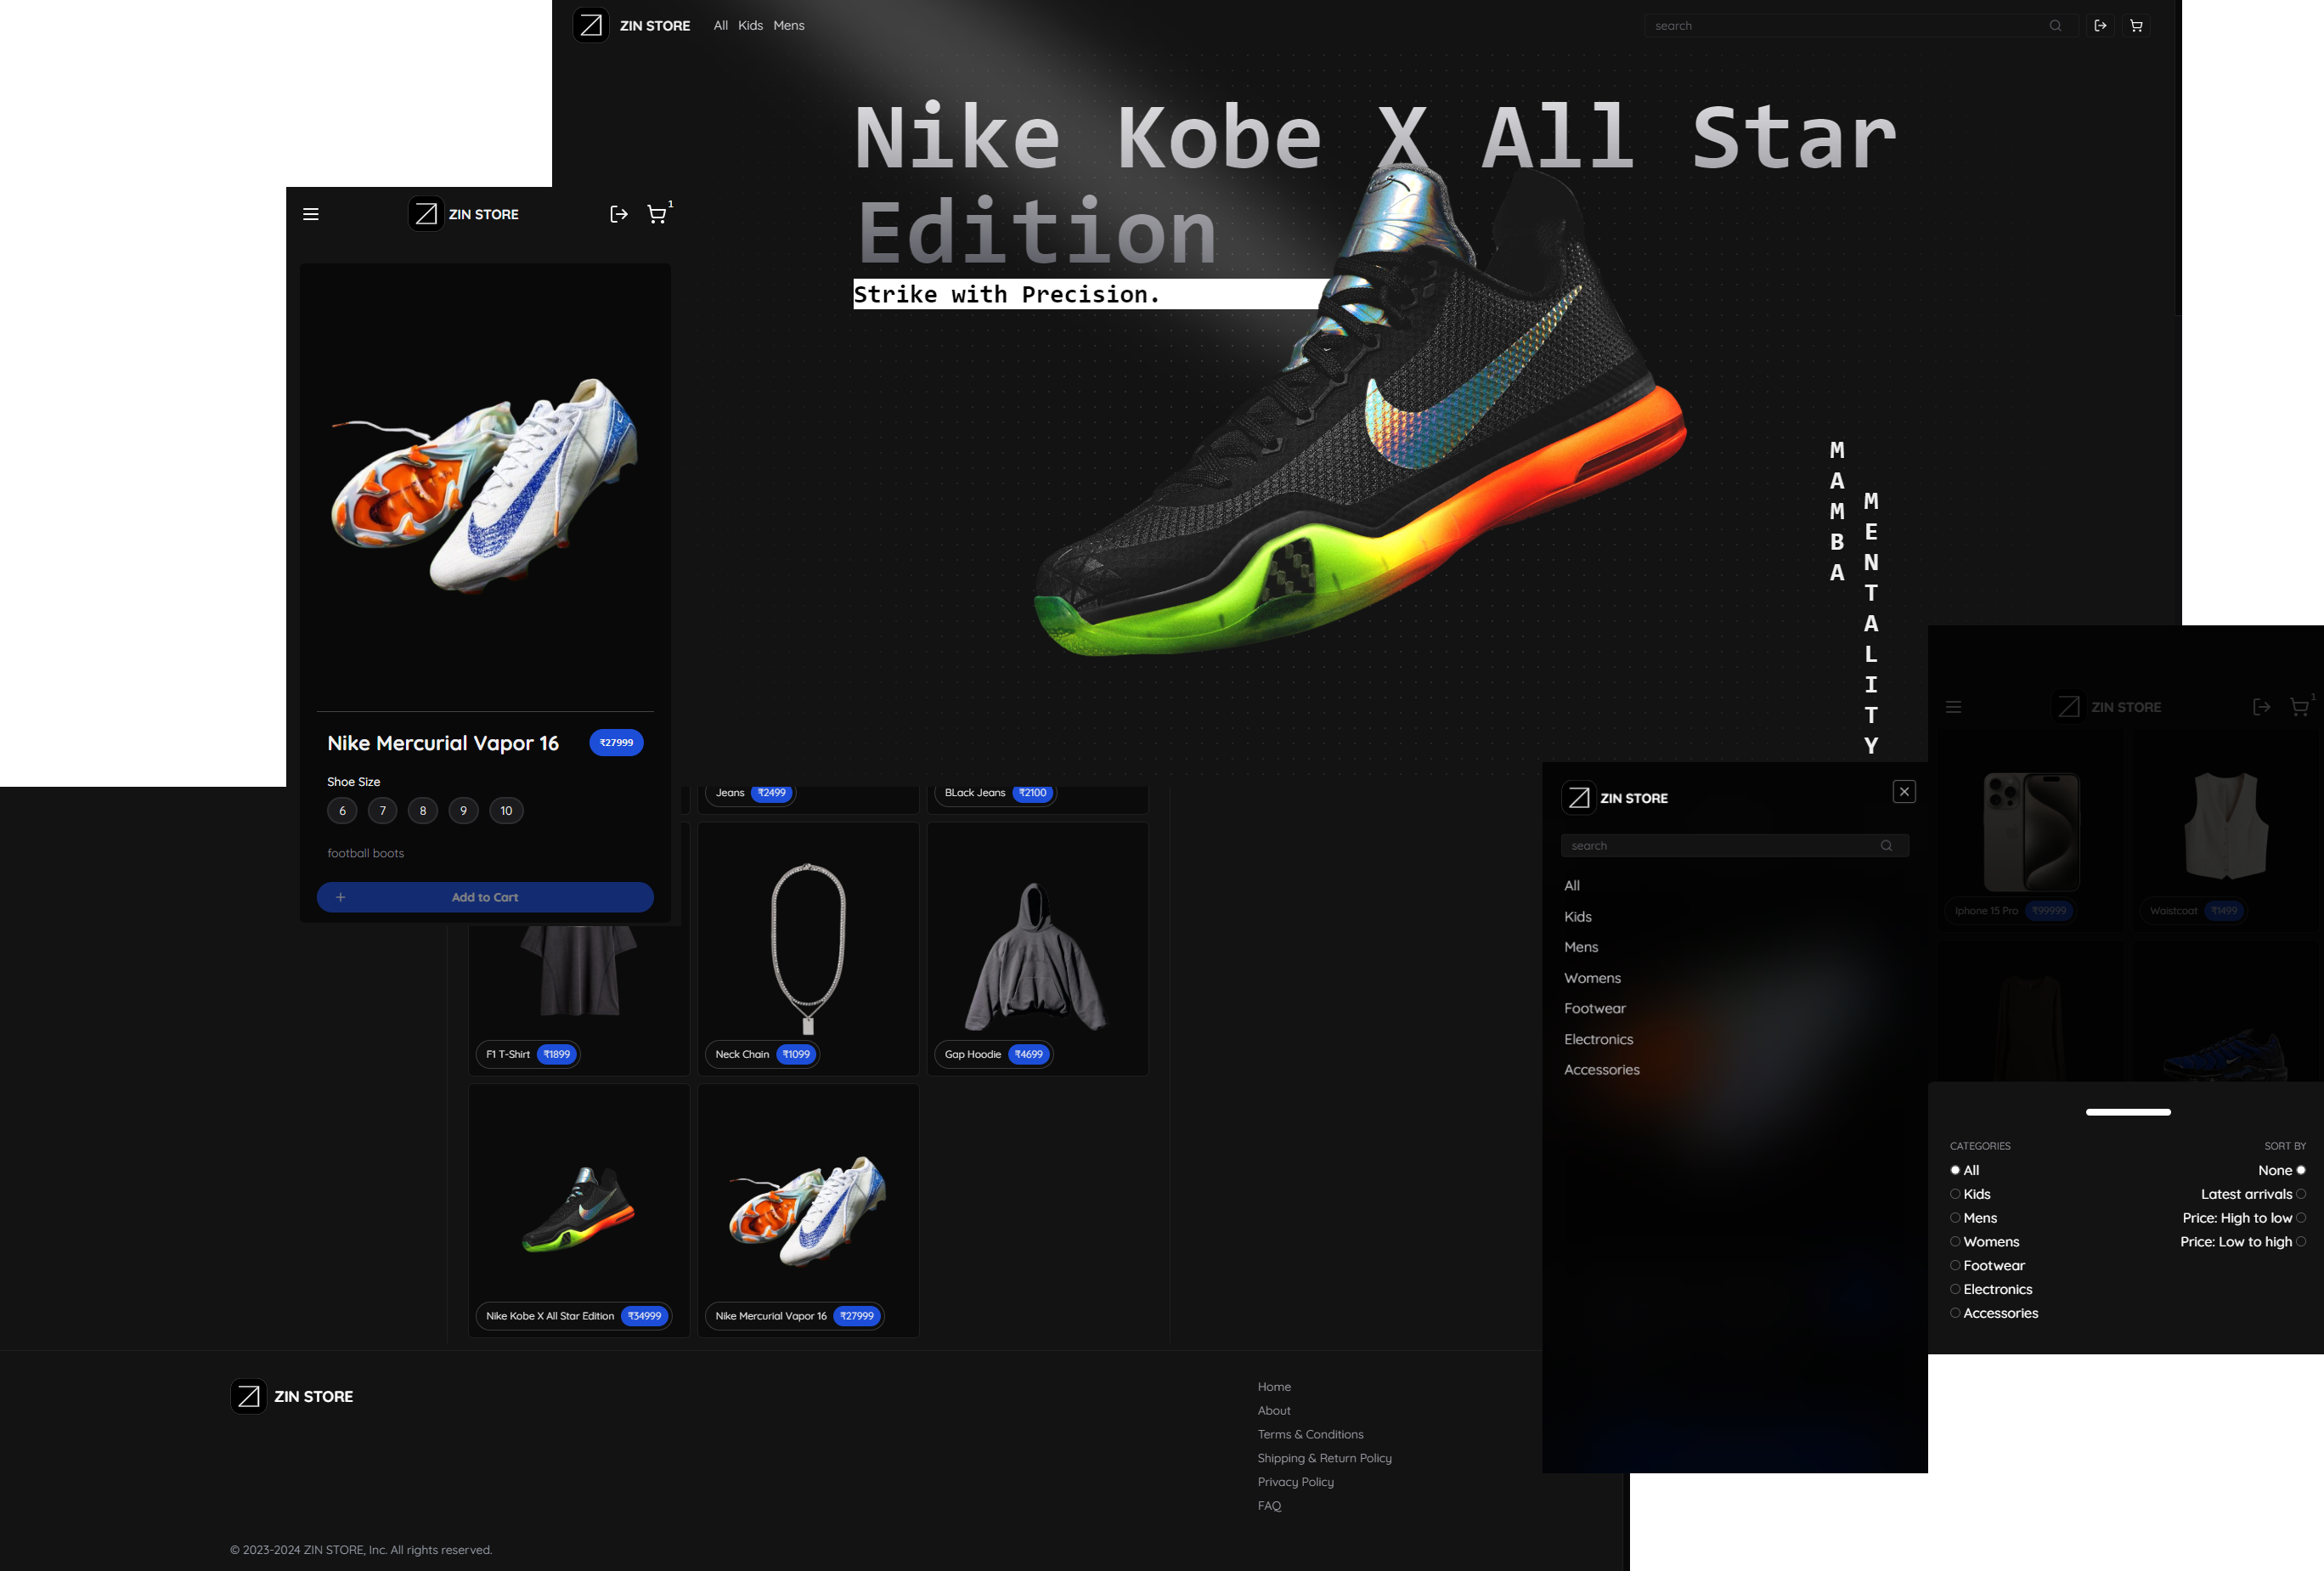 ZIN STORE
All Kids Mens
search
Nike Kobe X All Star
Edition
Strike with Precision.
MAMBA
MENTALITY
ZIN STORE
1
Nike Mercurial Vapor 16
₹27999
Shoe Size
6 7 8 9 10
football boots
+ Add to Cart
Jeans ₹2499
BLack Jeans ₹2100
F1 T-Shirt ₹1899
Neck Chain ₹1099
Gap Hoodie ₹4699
Nike Kobe X All Star Edition ₹34999
Nike Mercurial Vapor 16 ₹27999
ZIN STORE
Home
About
Terms & Conditions
Shipping & Return Policy
Privacy Policy
FAQ
© 2023-2024 ZIN STORE, Inc. All rights reserved.
ZIN STORE
search
All
Kids
Mens
Womens
Footwear
Electronics
Accessories
ZIN STORE
1
Iphone 15 Pro ₹99999
Waistcoat ₹1499
CATEGORIES
All
Kids
Mens
Womens
Footwear
Electronics
Accessories
SORT BY
None
Latest arrivals
Price: High to low
Price: Low to high